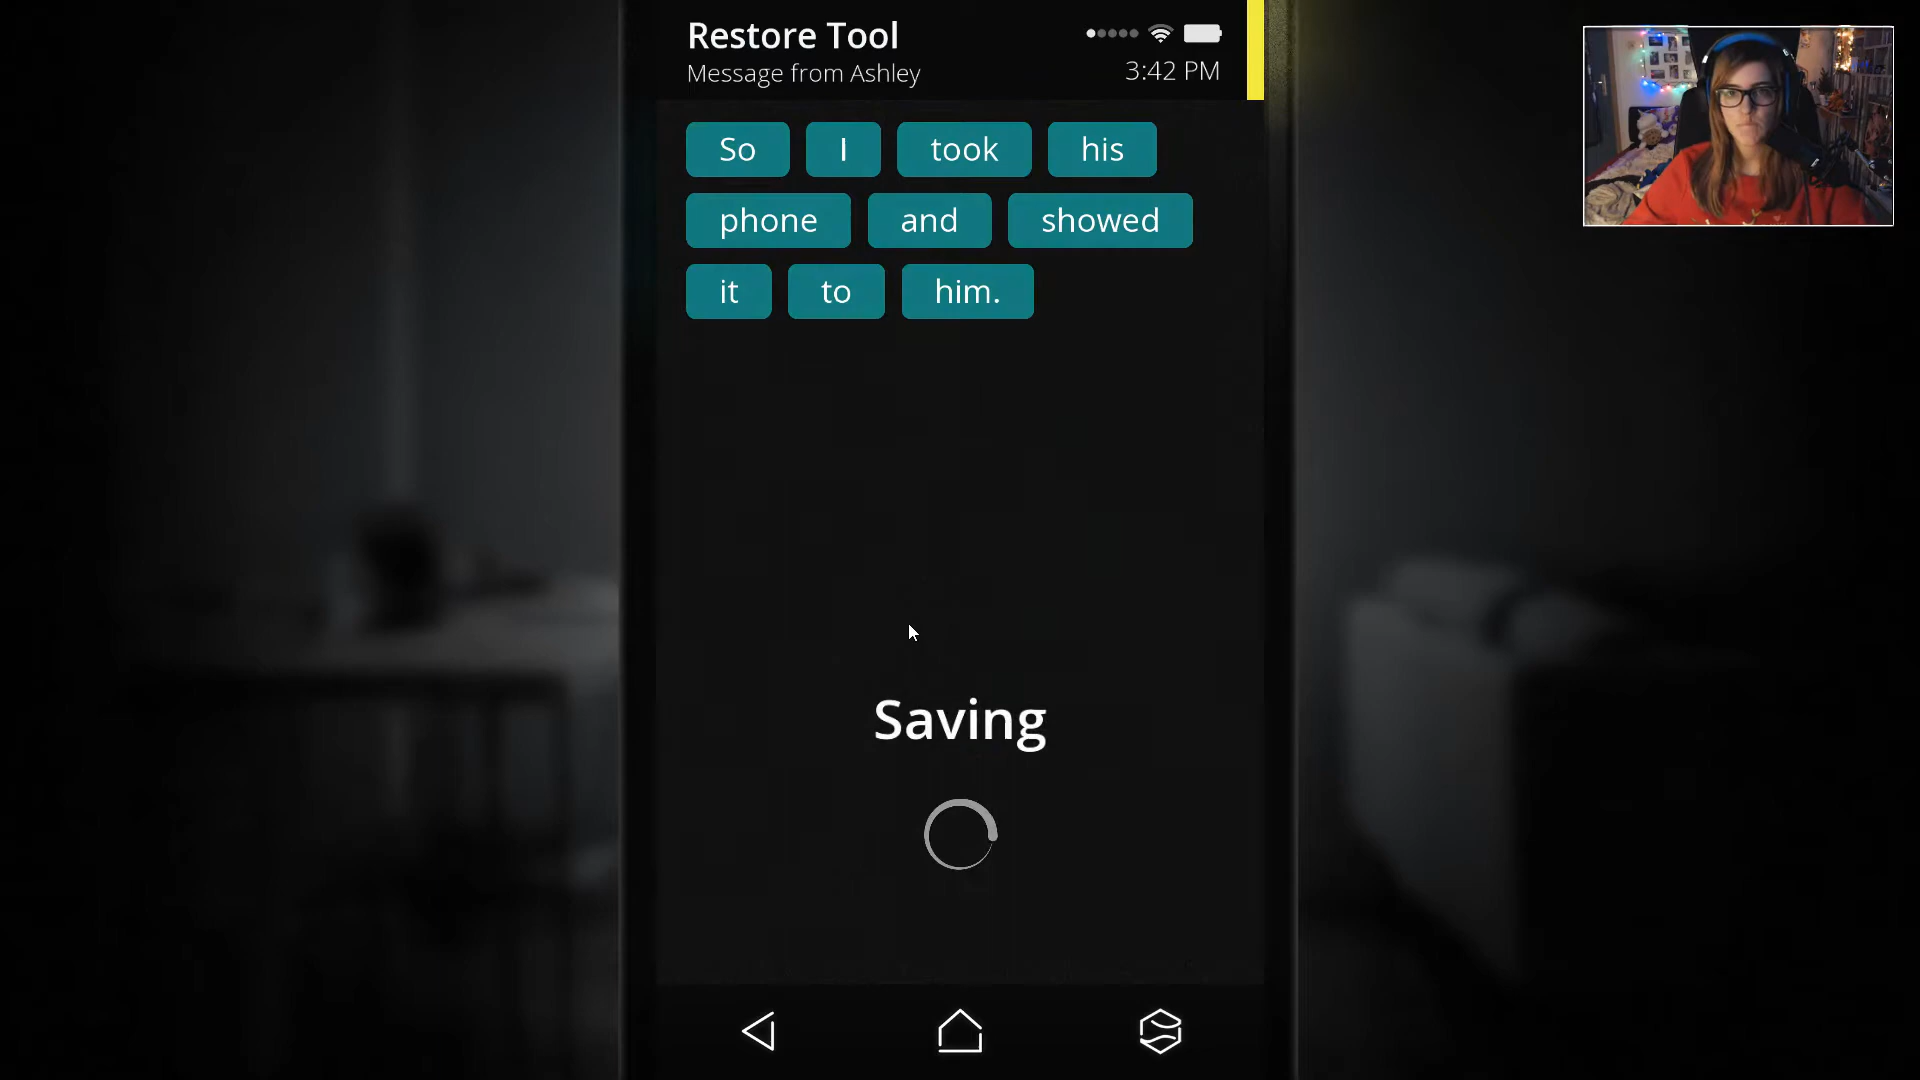 Restore Tool
Message from Ashley
3:42 PM
So I took his
phone and showed
it to him.
Saving